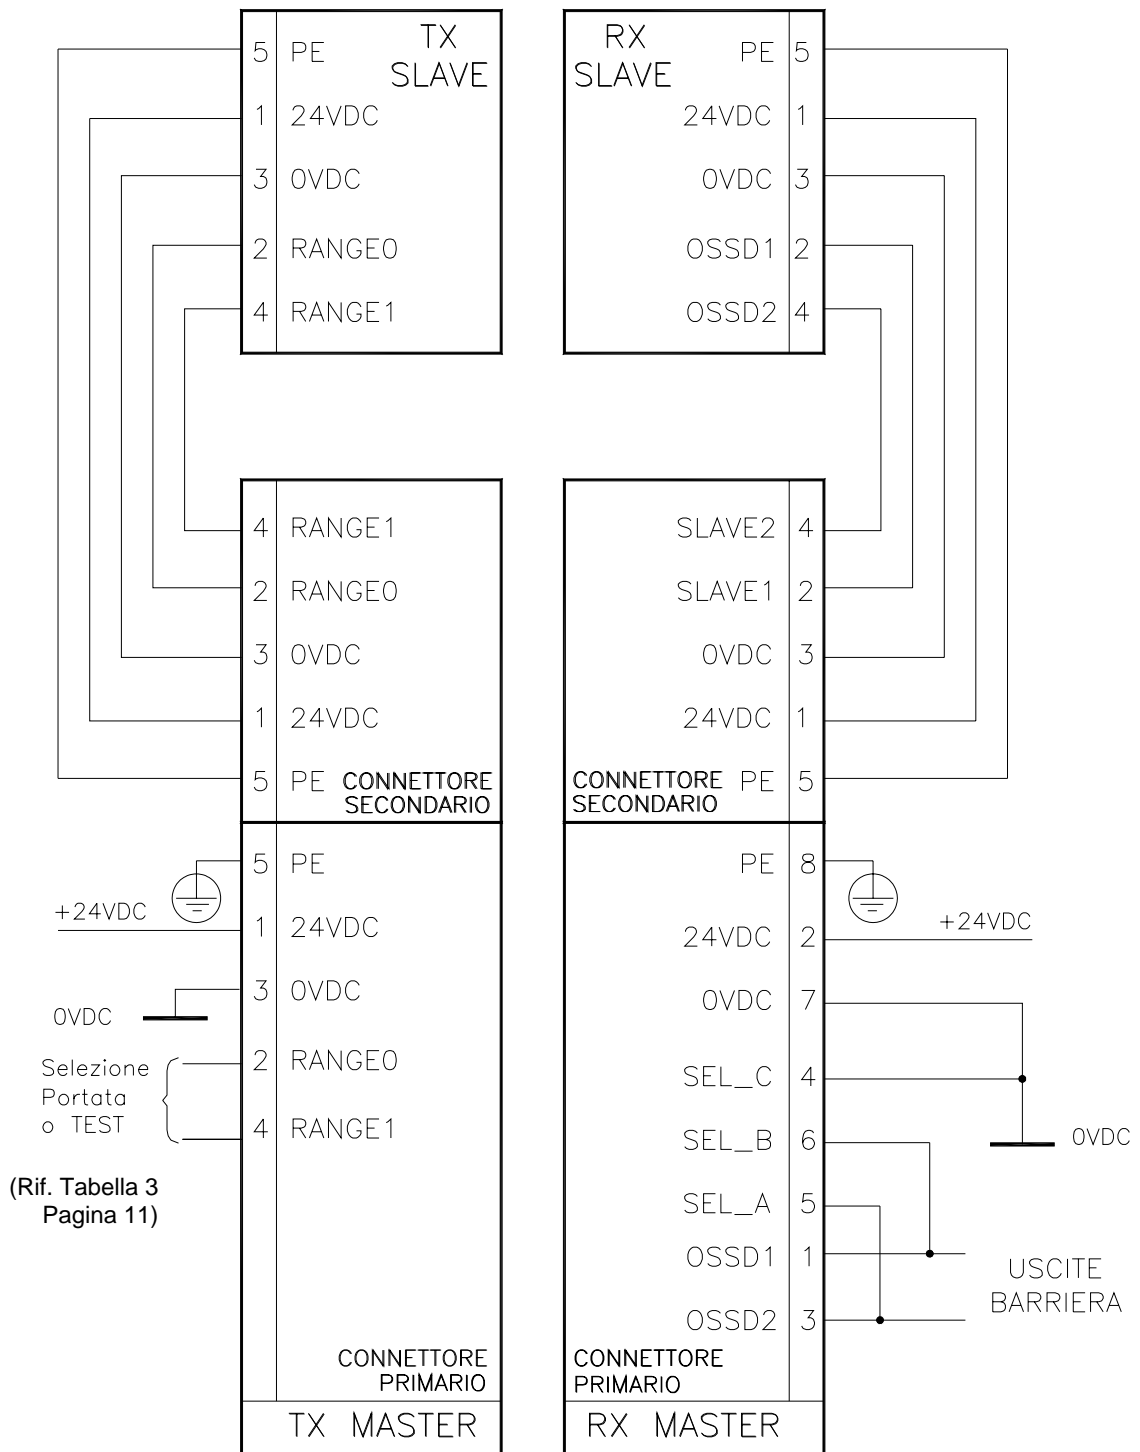 TX
SLAVE
5 PE
1 24VDC
3 0VDC
2 RANGE0
4 RANGE1
RX
SLAVE
PE 5
24VDC 1
0VDC 3
OSSD1 2
OSSD2 4
4 RANGE1
2 RANGE0
3 0VDC
1 24VDC
5 PE
CONNETTORE
SECONDARIO
SLAVE2 4
SLAVE1 2
0VDC 3
24VDC 1
PE 5
CONNETTORE
SECONDARIO
5 PE
+24VDC
1 24VDC
3 0VDC
0VDC
2 RANGE0
Selezione
Portata
o TEST
4 RANGE1
(Rif. Tabella 3
Pagina 11)
CONNETTORE
PRIMARIO
TX MASTER
PE 8
+24VDC
24VDC 2
0VDC 7
SEL_C 4
SEL_B 6
0VDC
SEL_A 5
OSSD1 1
USCITE
BARRIERA
OSSD2 3
CONNETTORE
PRIMARIO
RX MASTER